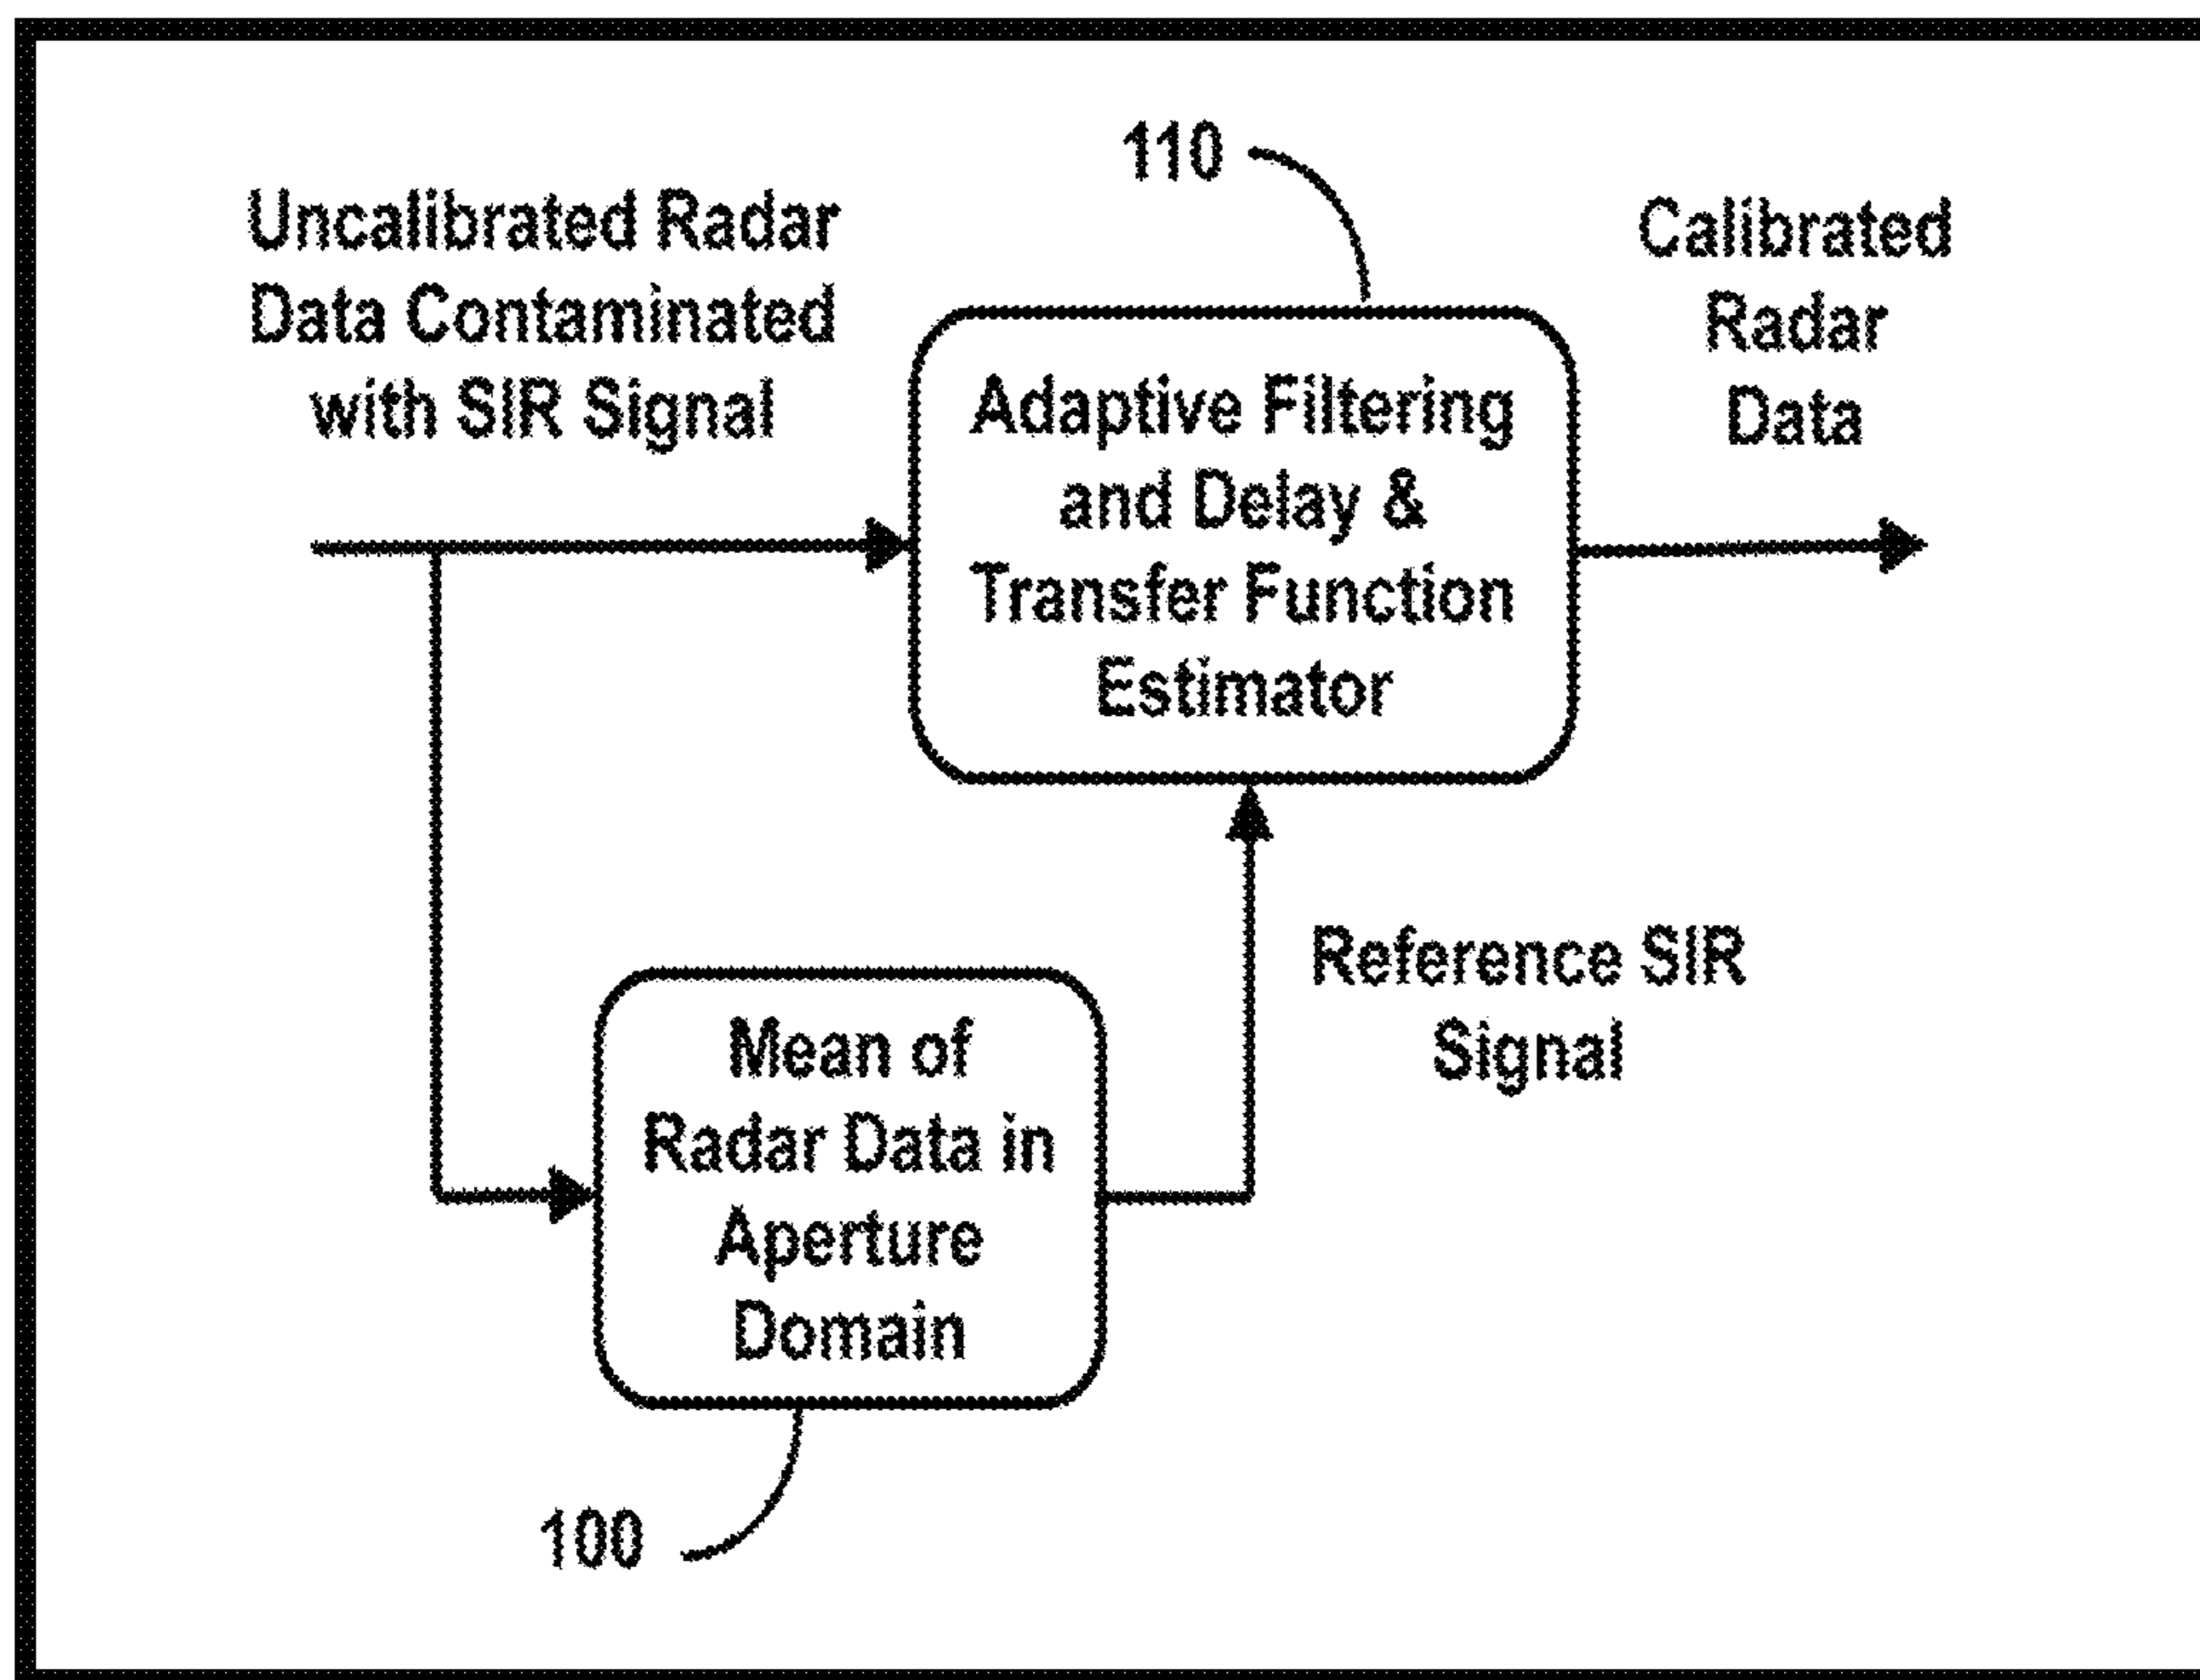 110
Uncalibrated Radar
Data Contaminated
with SIR Signal
Calibrated
Radar
Data
Adaptive Filtering
and Delay &
Transfer Function
Estimator
Reference SIR
Signal
Mean of
Radar Data in
Aperture
Domain
100